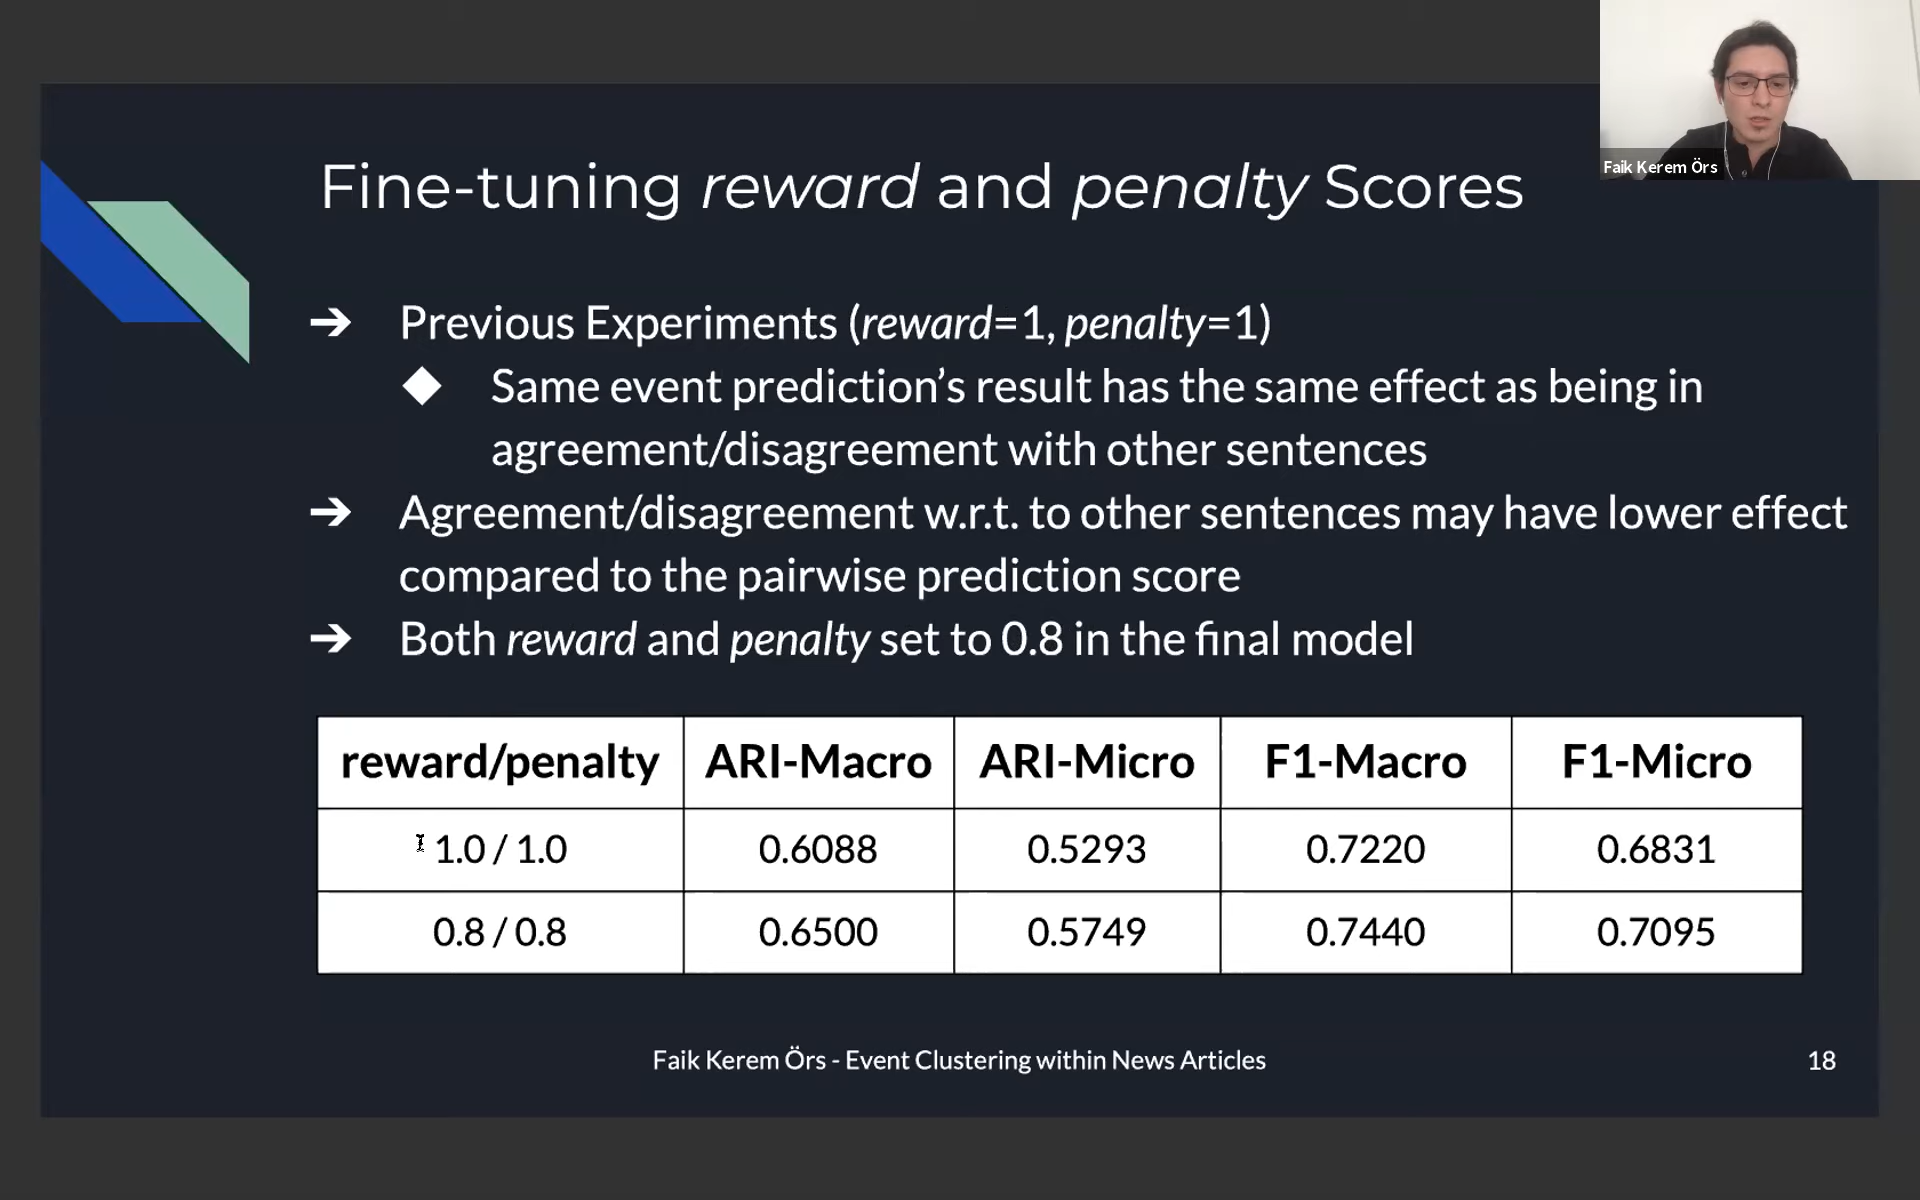 Faik Kerem Örs
Fine-tuning reward and penalty Scores
➔ Previous Experiments (reward=1, penalty=1)
◆ Same event prediction’s result has the same effect as being in
agreement/disagreement with other sentences
➔ Agreement/disagreement w.r.t. to other sentences may have lower effect
compared to the pairwise prediction score
➔ Both reward and penalty set to 0.8 in the final model
reward/penalty ARI-Macro ARI-Micro F1-Macro F1-Micro
1.0 / 1.0 0.6088 0.5293 0.7220 0.6831
0.8 / 0.8 0.6500 0.5749 0.7440 0.7095
Faik Kerem Örs - Event Clustering within News Articles
18